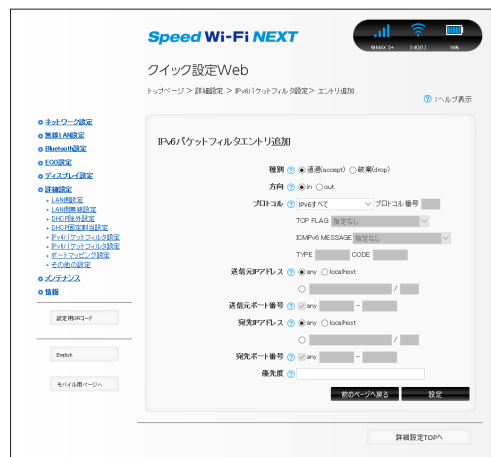 Speed Wi-Fi NEXT
WiMAX 2+ 2.4G(1) 99%
クイック設定Web
トップページ > 詳細設定 > IPv6パケットフィルタ設定 > エントリ追加
? :ヘルプ表示
ネットワーク設定
無線LAN設定
Bluetooth設定
ECO設定
ディスプレイ設定
詳細設定
LAN側設定
LAN側無線設定
DHCP除外設定
DHCP固定割当設定
IPv4パケットフィルタ設定
IPv6パケットフィルタ設定
ポートマッピング設定
その他の設定
メンテナンス
情報
設定用QRコード
English
モバイル用ページへ
IPv6パケットフィルタエントリ追加
種別 ? 通過(accept) 破棄(drop)
方向 ? in out
プロトコル ? IPv6すべて プロトコル番号
TCP FLAG 指定なし
ICMPv6 MESSAGE 指定なし
TYPE CODE
送信元IPアドレス ? any localhost
/
送信元ポート番号 ? any -
宛先IPアドレス ? any localhost
/
宛先ポート番号 ? any -
優先度 ?
前のページへ戻る 設定
詳細設定TOPへ